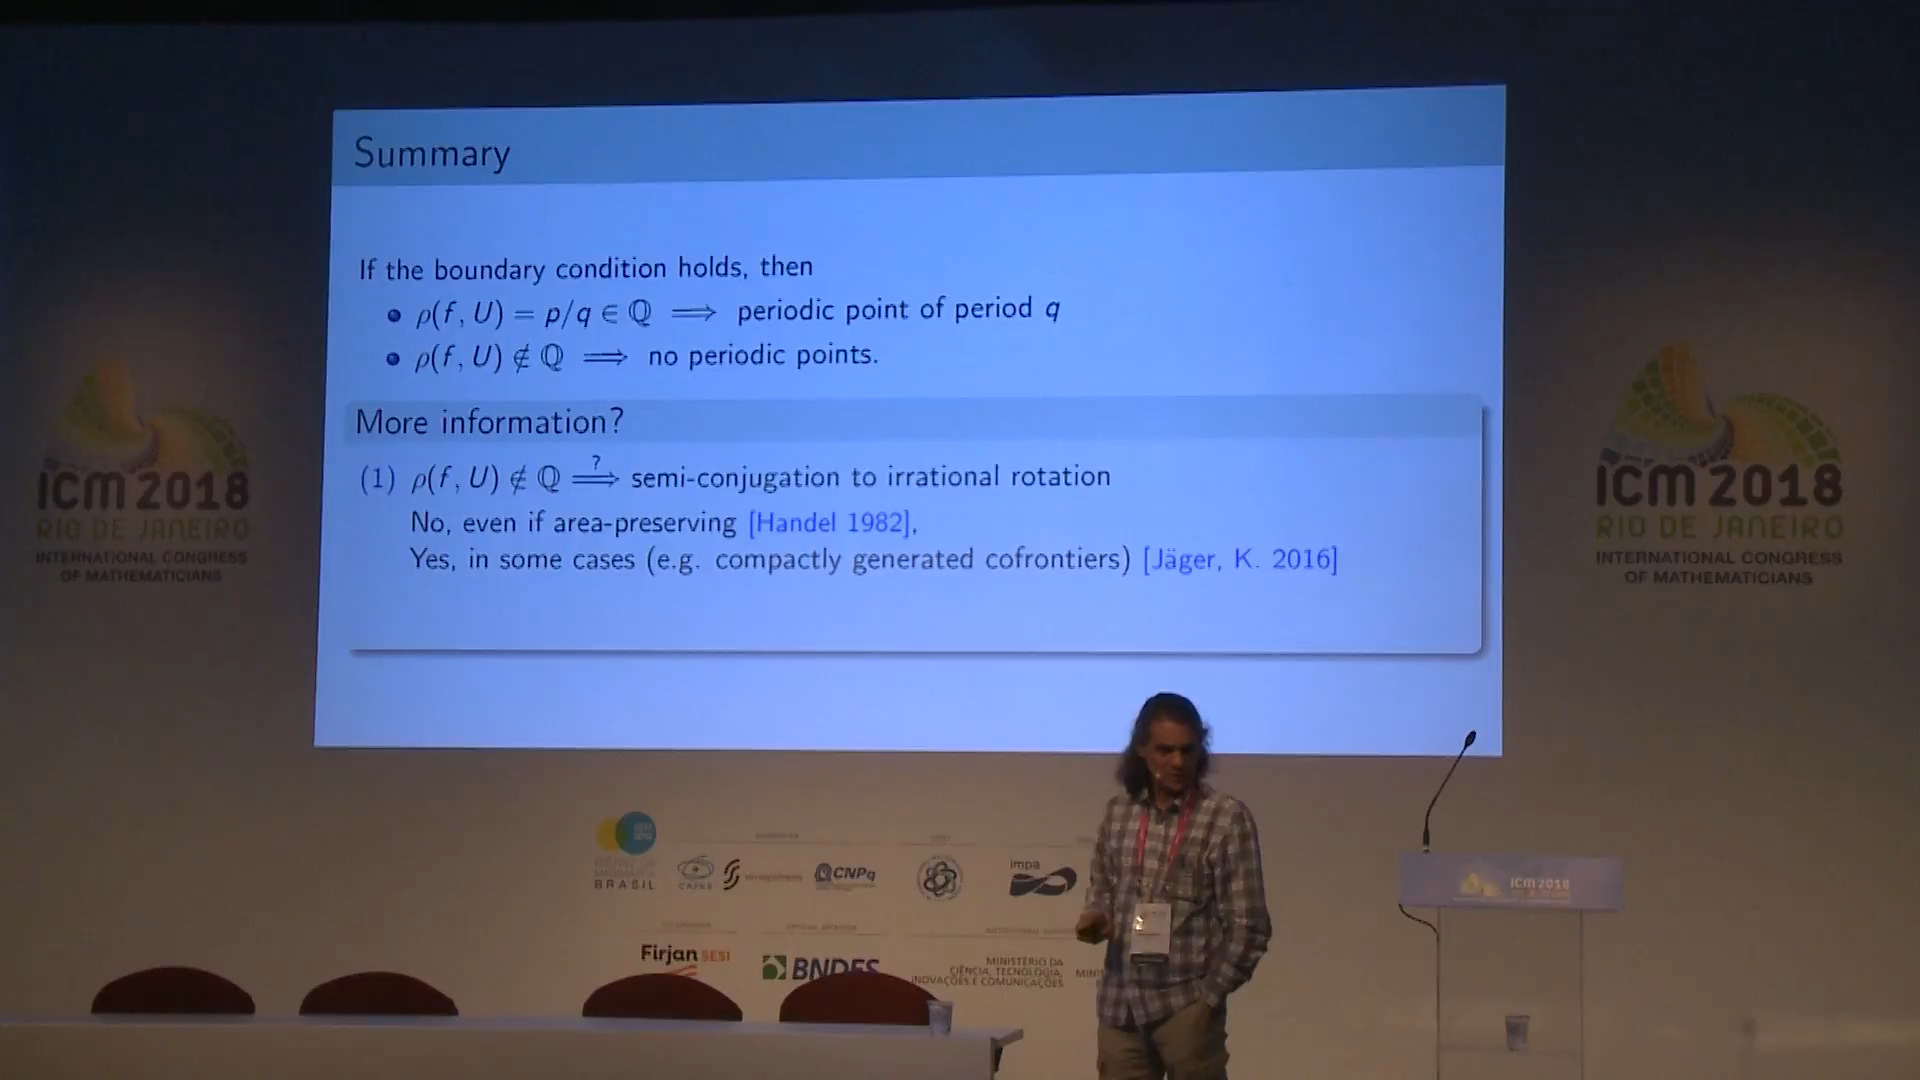 Summary
If the boundary condition holds, then
ρ(f, U) = p/q ∈ ℚ ⟹ periodic point of period q
ρ(f, U) ∉ ℚ ⟹ no periodic points.
More information?
(1) ρ(f, U) ∉ ℚ ⟹? semi-conjugation to irrational rotation
No, even if area-preserving [Handel 1982],
Yes, in some cases (e.g. compactly generated cofrontiers) [Jäger, K. 2016]
ICM 2018
RIO DE JANEIRO
INTERNATIONAL CONGRESS
OF MATHEMATICIANS
ICM 2018
RIO DE JANEIRO
INTERNATIONAL CONGRESS
OF MATHEMATICIANS
BRASIL
CAPES
CNPq
impa
Firjan SESI
BNDES
MINISTÉRIO DA
CIÊNCIA, TECNOLOGIA,
INOVAÇÕES E COMUNICAÇÕES
ICM 2018